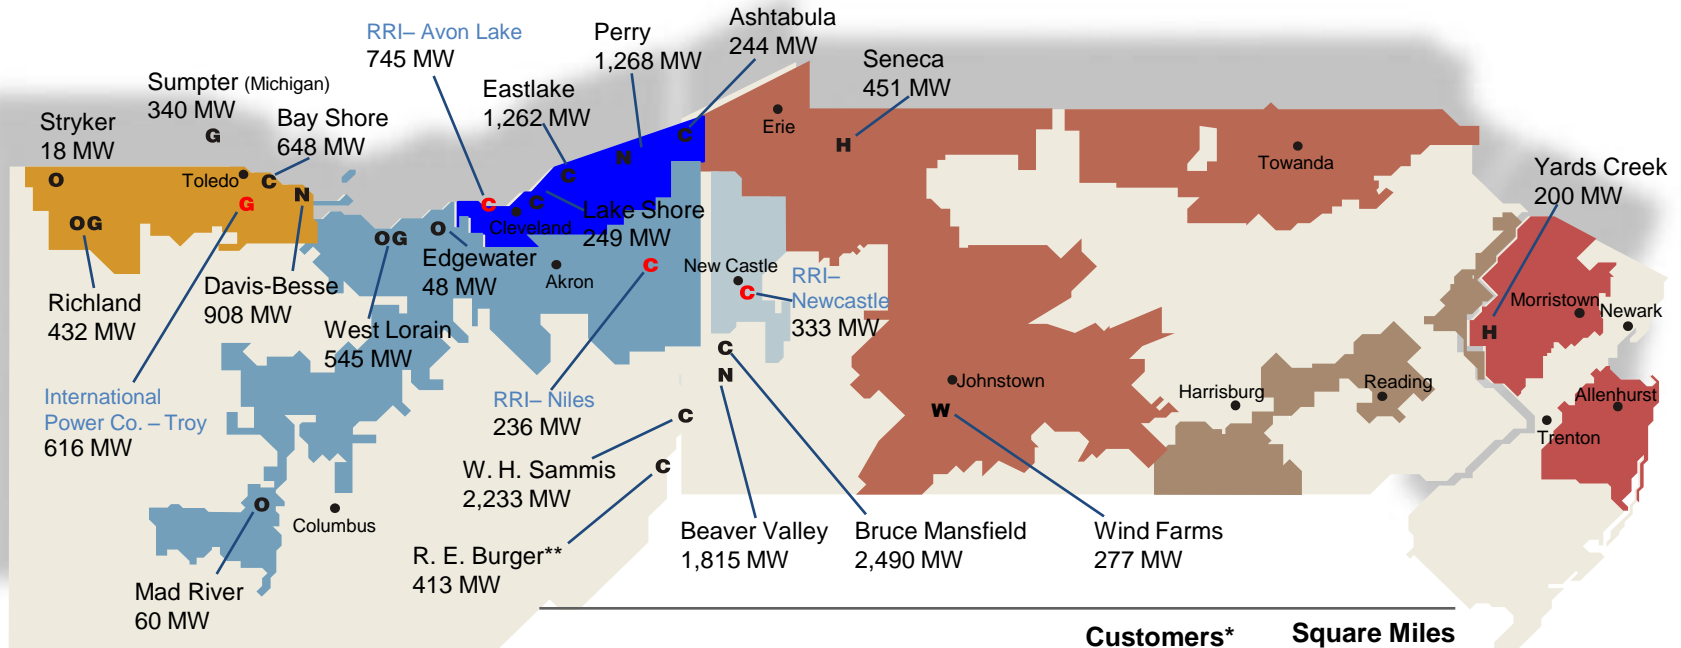 RRI– Avon Lake
745 MW
Perry
1,268 MW
Ashtabula
244 MW
Sumpter (Michigan)
340 MW
Eastlake
1,262 MW
Seneca
451 MW
Stryker
18 MW
Bay Shore
648 MW
G
C
N
C
Erie
H
Towanda
Yards Creek
200 MW
O
Toledo
C
N
C
G
C
C
Cleveland
Lake Shore
249 MW
OG
OG
O
Edgewater
48 MW
Akron
C
New Castle
C
RRI–
Newcastle
333 MW
Richland
432 MW
Davis-Besse
908 MW
West Lorain
545 MW
Morristown
Newark
H
C
N
International
Power Co. – Troy
616 MW
RRI– Niles
236 MW
C
Johnstown
W
Harrisburg
Reading
Allenhurst
Trenton
W. H. Sammis
2,233 MW
C
O
Columbus
R. E. Burger**
413 MW
Beaver Valley
1,815 MW
Bruce Mansfield
2,490 MW
Wind Farms
277 MW
Mad River
60 MW
Customers*
Square Miles